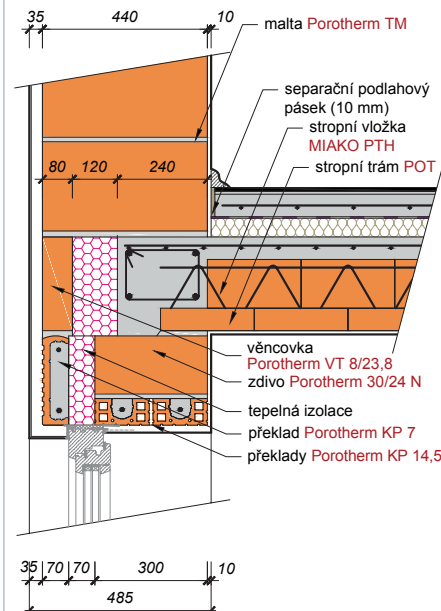 35 440 10
malta Porotherm TM
separační podlahový
pásek (10 mm)
stropní vložka
MIAKO PTH
stropní trám POT
80 120 240
věncovka
Porotherm VT 8/23,8
zdivo Porotherm 30/24 N
tepelná izolace
překlad Porotherm KP 7
překlady Porotherm KP 14,5
35 70 70 300 10
485